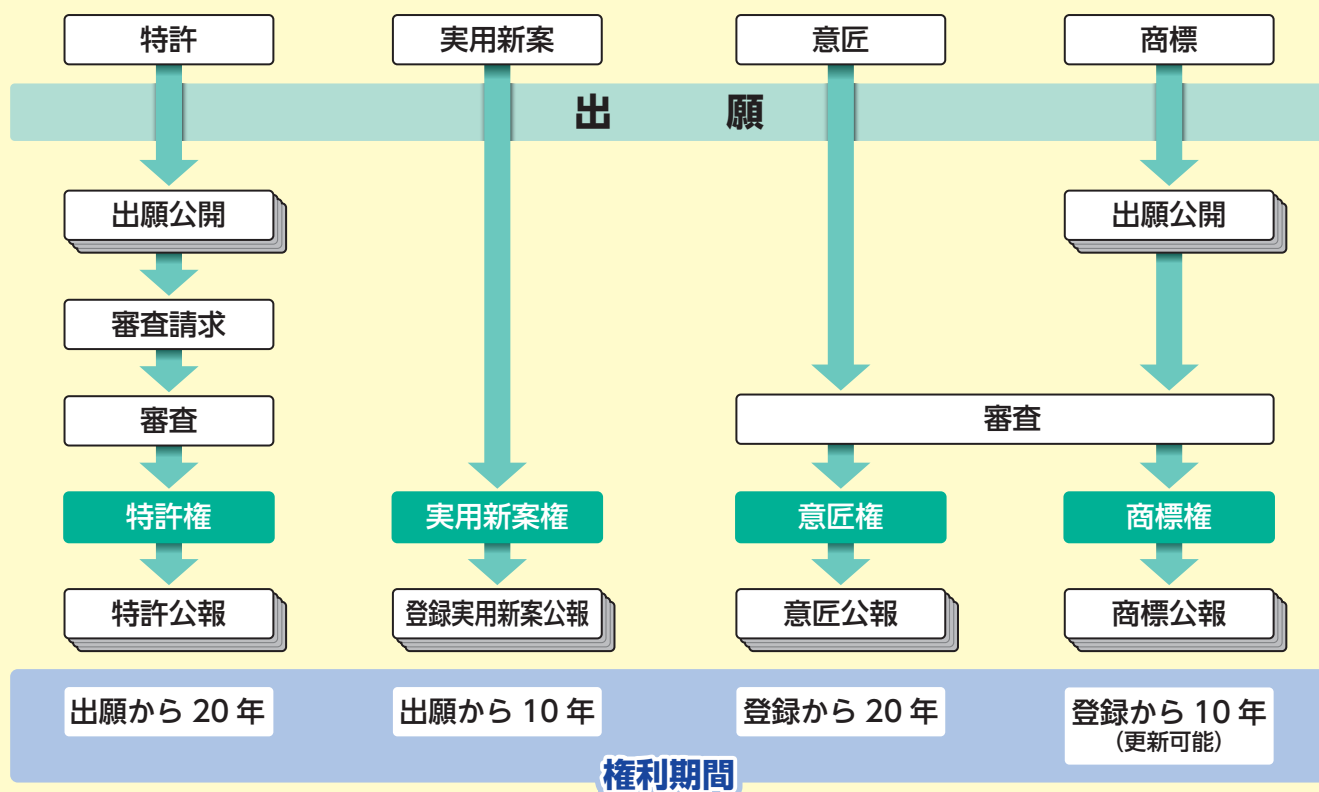 特許
実用新案
意匠
商標
出　願
出願公開
出願公開
審査請求
審査
審査
特許権
実用新案権
意匠権
商標権
特許公報
登録実用新案公報
意匠公報
商標公報
出願から 20 年
出願から 10 年
登録から 20 年
登録から 10 年
(更新可能)
権利期間